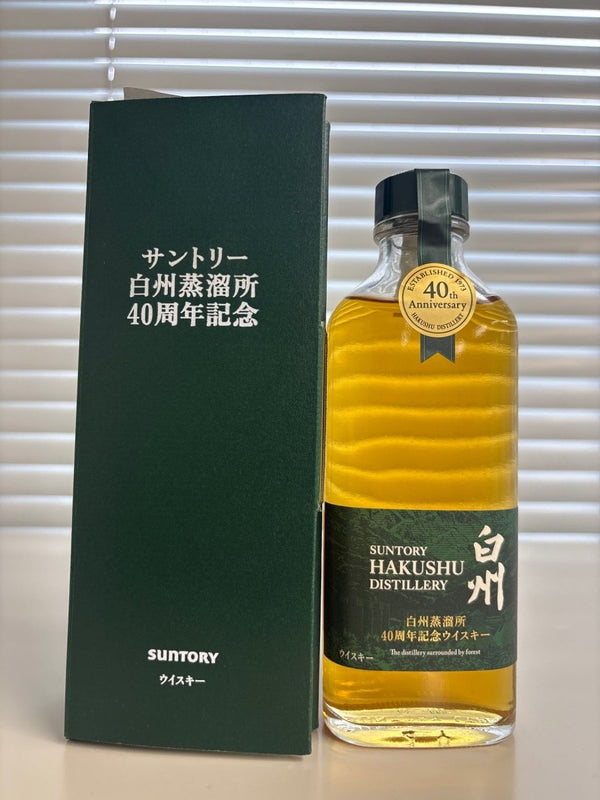 サントリー
白州蒸溜所
40周年記念
SUNTORY
ウイスキー
ESTABLISHED 1973
40th
Anniversary
HAKUSHU DISTILLERY
SUNTORY
HAKUSHU
DISTILLERY
白州
白州蒸溜所
40周年記念ウイスキー
ウイスキー
The distillery surrounded by forest